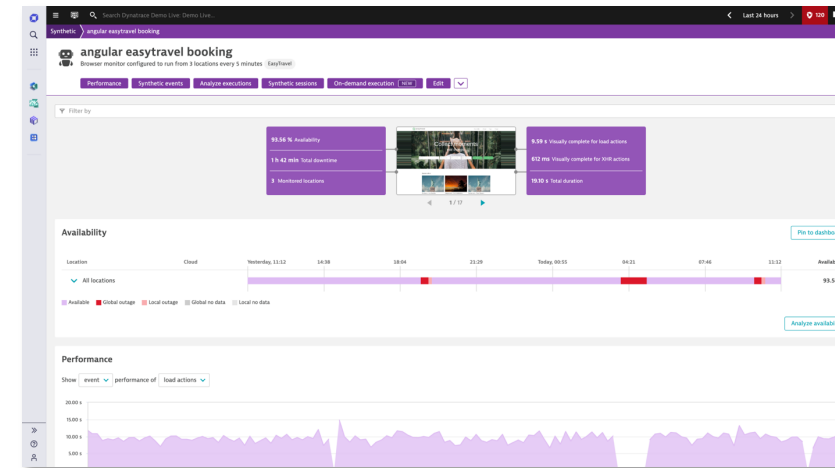 Search Dynatrace Demo Live: Demo Live...
Last 24 hours
120
Synthetic
angular easytravel booking
angular easytravel booking
Browser monitor configured to run from 3 locations every 5 minutes
EasyTravel
Performance
Synthetic events
Analyze executions
Synthetic sessions
On-demand execution NEW
Edit
Filter by
93.56 % Availability
1 h 42 min Total downtime
3 Monitored locations
9.59 s Visually complete for load actions
612 ms Visually complete for XHR actions
19.10 s Total duration
1 / 17
Availability
Pin to dashbo
Location Cloud Yesterday, 11:12 14:38 18:04 21:29 Today, 00:55 04:21 07:46 11:12 Availab
All locations 93.5
Available Global outage Local outage Global no data Local no data
Analyze availabi
Performance
Show event performance of load actions
20.00 s
15.00 s
10.00 s
5.00 s